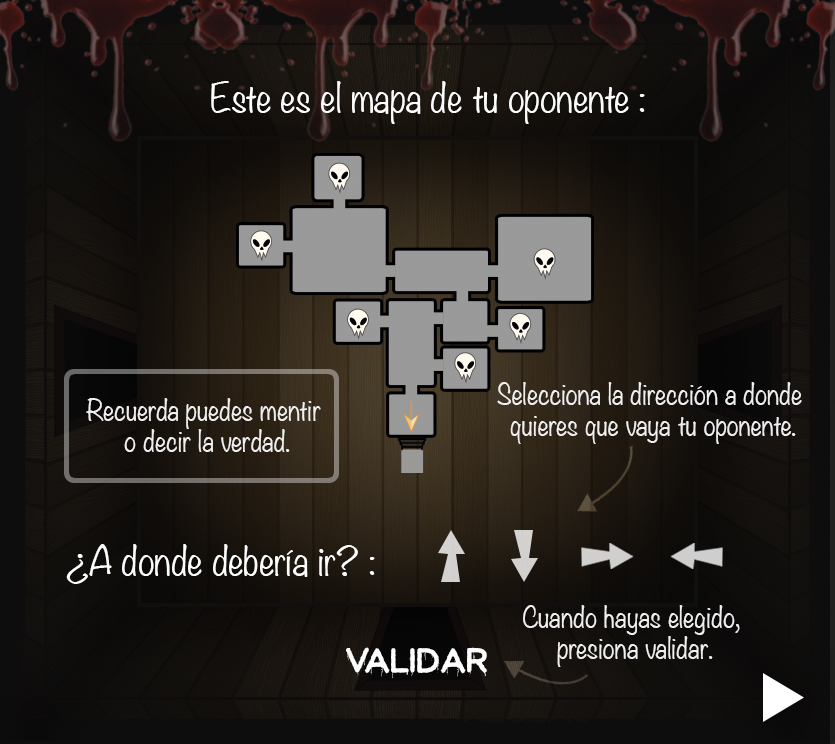 Este es el mapa de tu oponente :
Recuerda puedes mentir
o decir la verdad.
Selecciona la dirección a donde
quieres que vaya tu oponente.
¿A donde debería ir? :
Cuando hayas elegido,
presiona validar.
VALIDAR